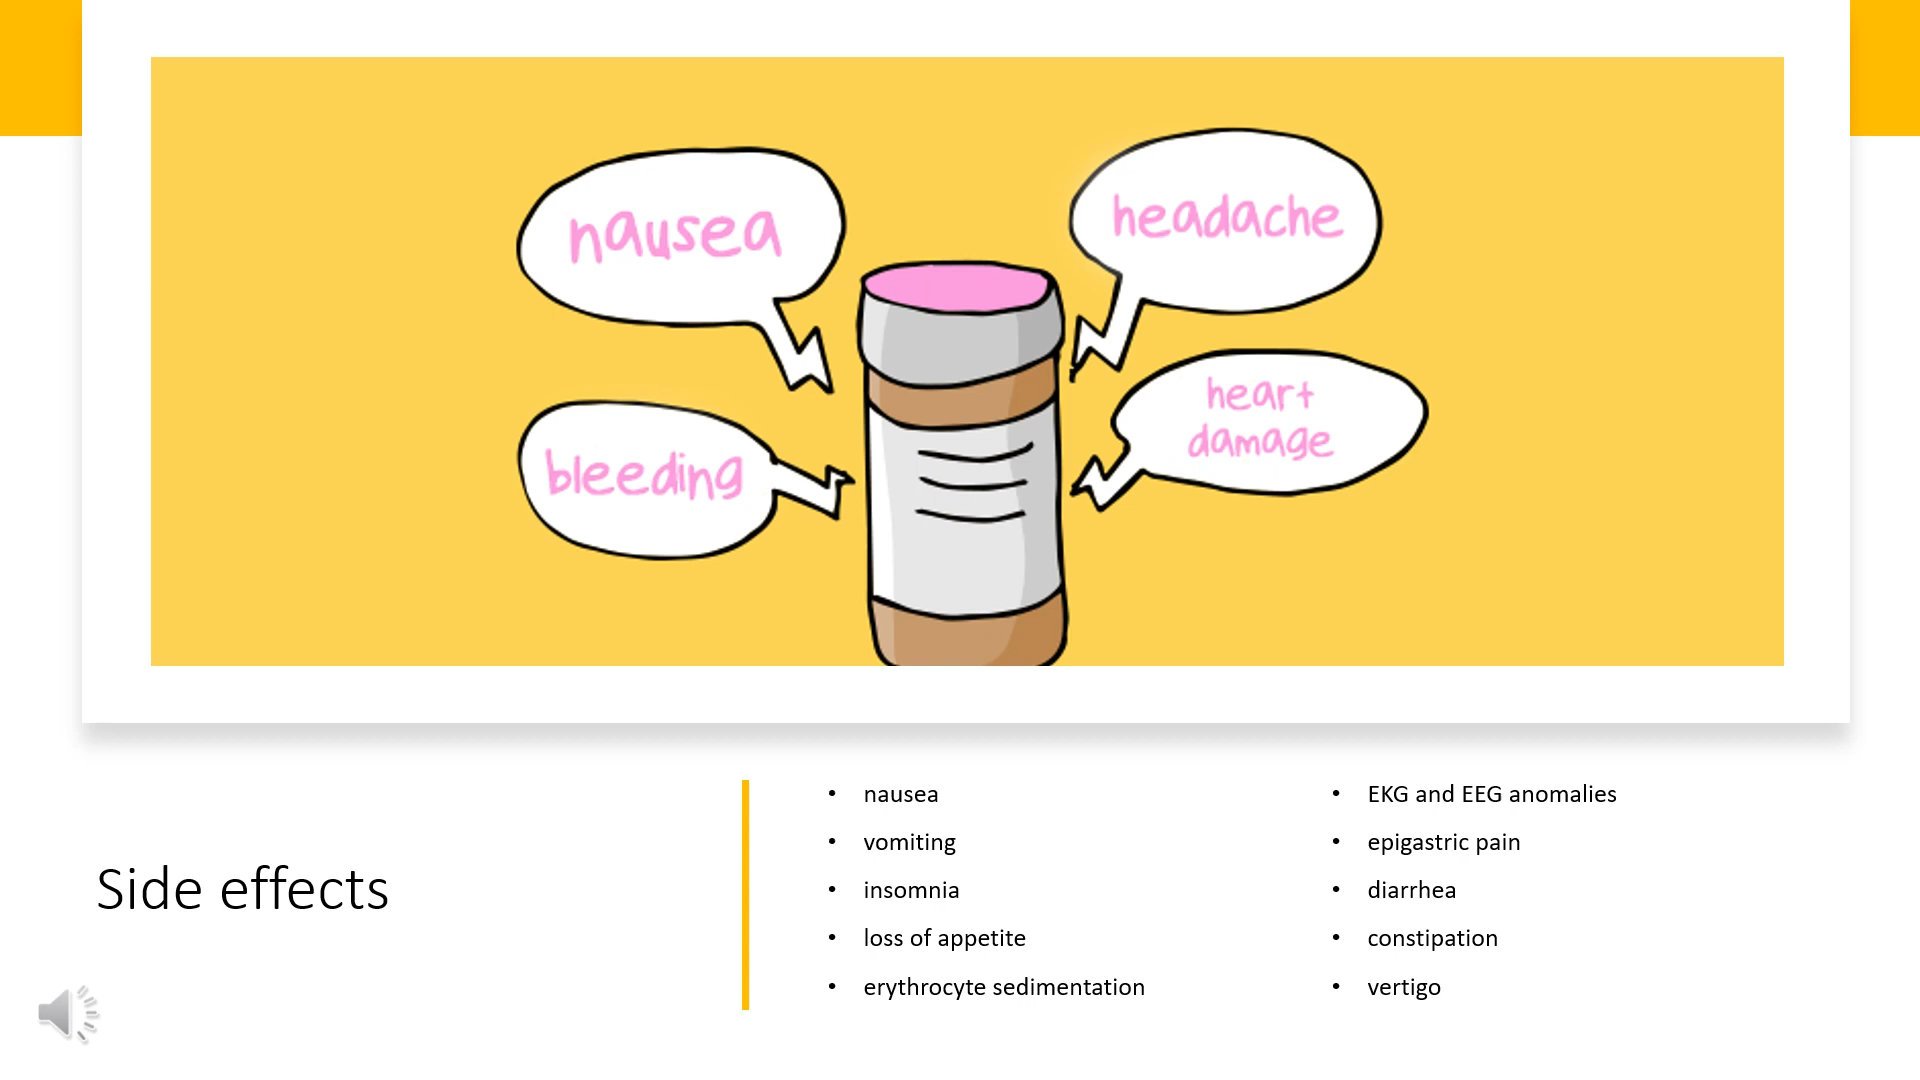 nausea
headache
heart
damage
bleeding
Side effects
• nausea
• vomiting
• insomnia
• loss of appetite
• erythrocyte sedimentation
• EKG and EEG anomalies
• epigastric pain
• diarrhea
• constipation
• vertigo